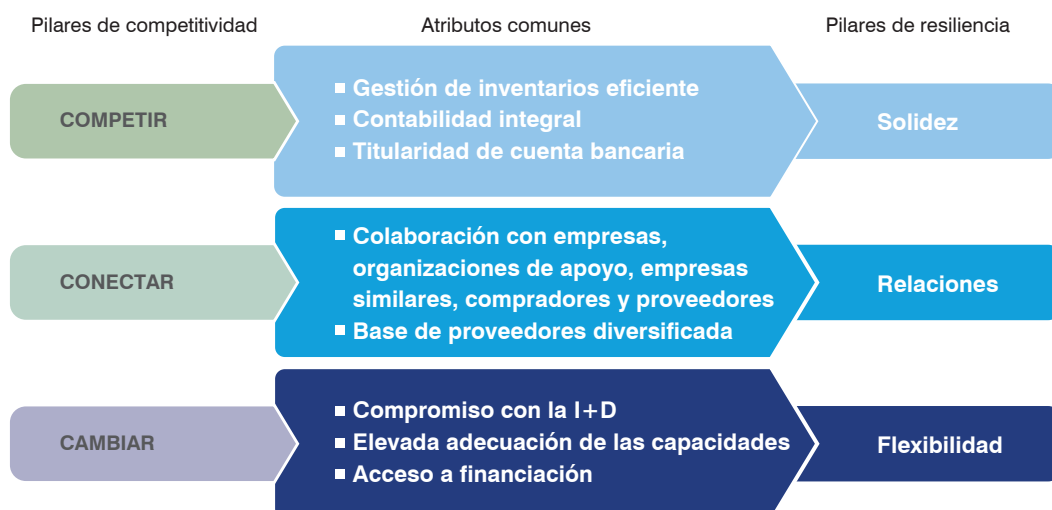 Pilares de competitividad
Atributos comunes
Pilares de resiliencia
COMPETIR
▪ Gestión de inventarios eficiente
▪ Contabilidad integral
▪ Titularidad de cuenta bancaria
Solidez
CONECTAR
▪ Colaboración con empresas,
organizaciones de apoyo, empresas
similares, compradores y proveedores
▪ Base de proveedores diversificada
Relaciones
CAMBIAR
▪ Compromiso con la I+D
▪ Elevada adecuación de las capacidades
▪ Acceso a financiación
Flexibilidad